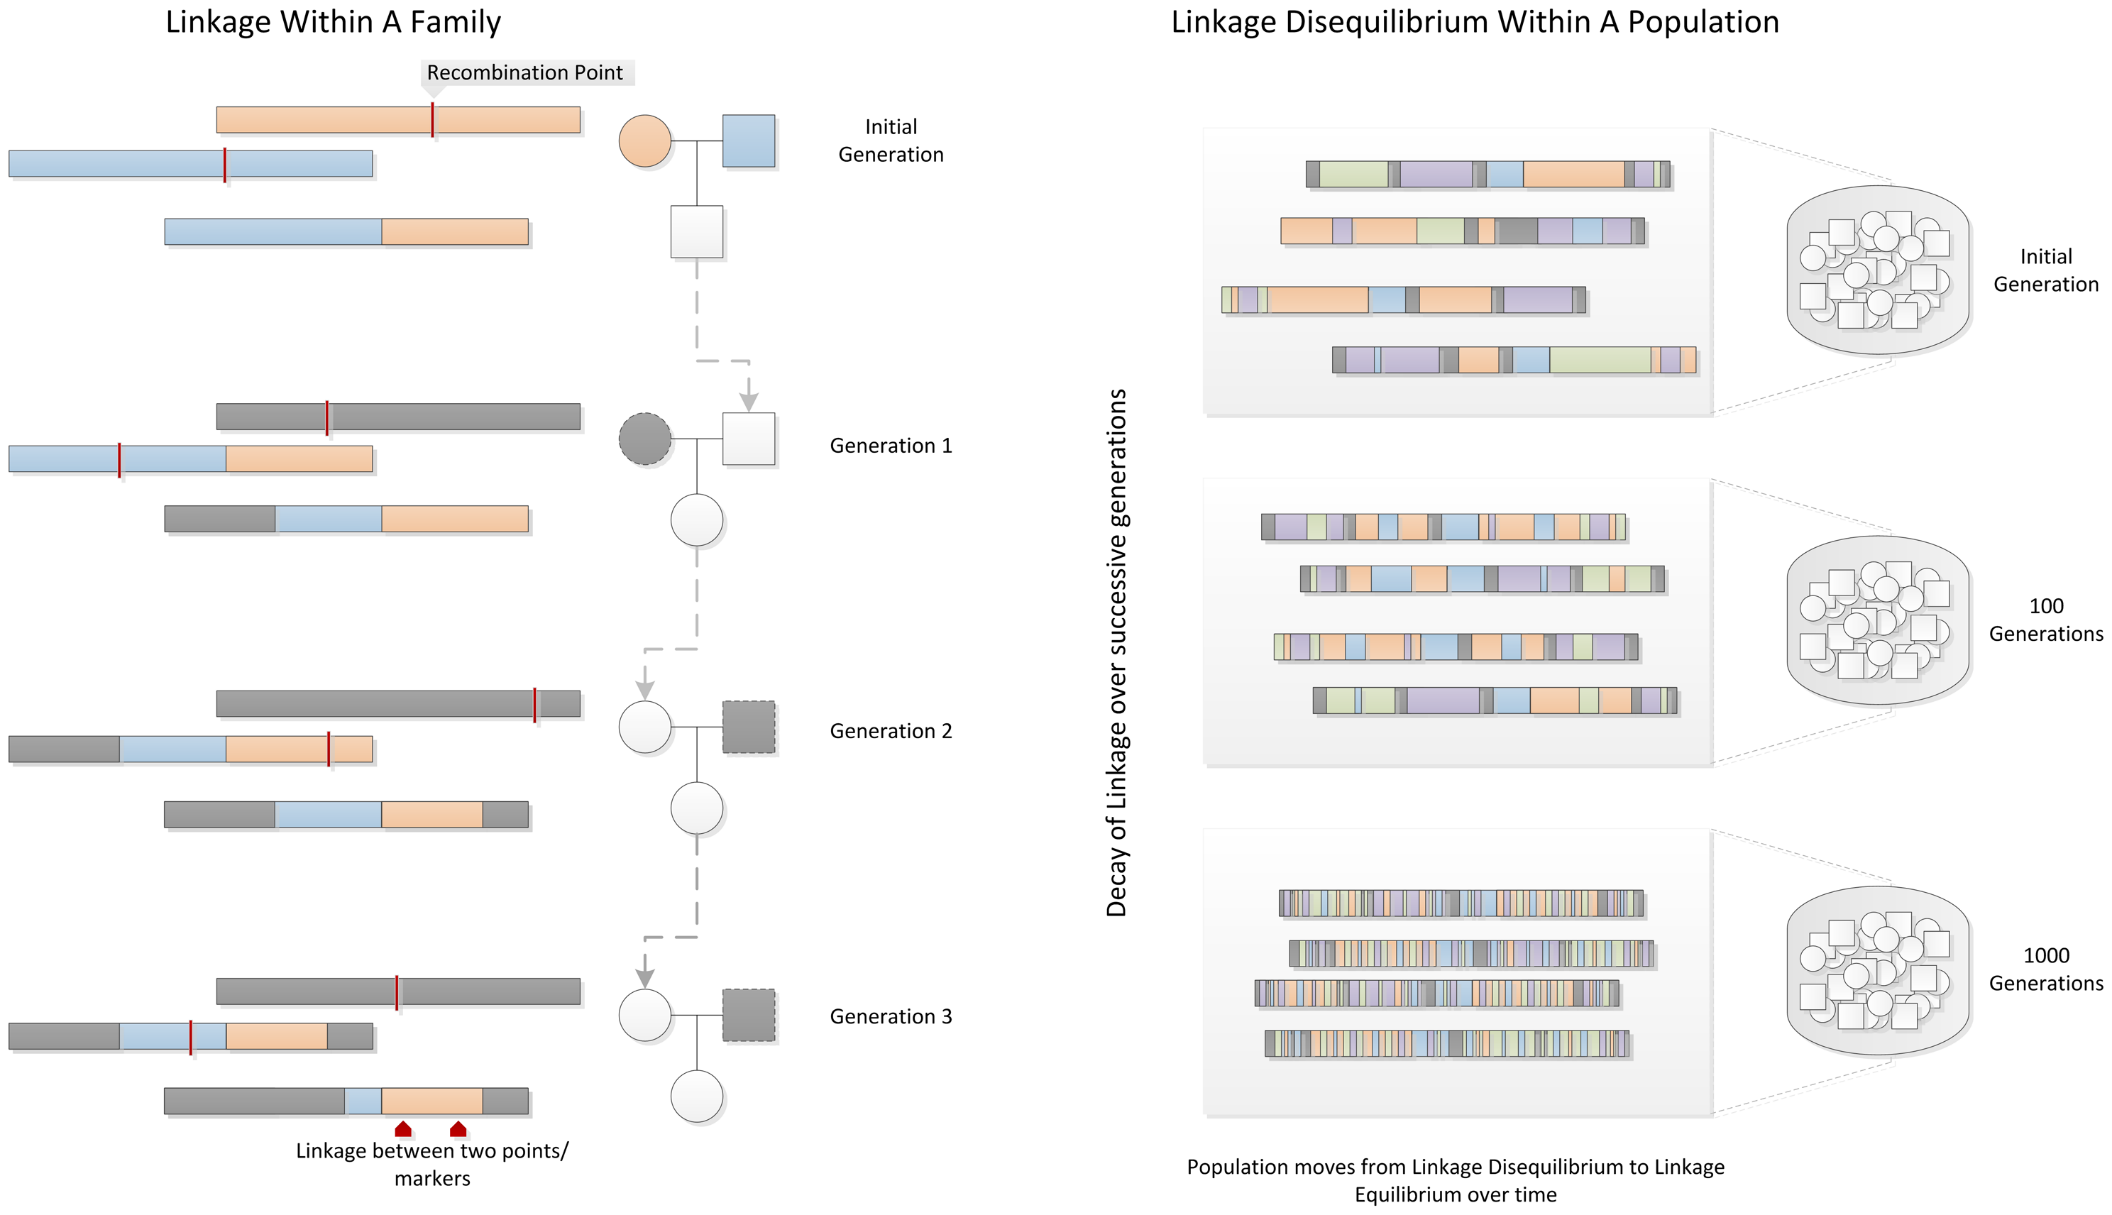 Linkage Within A Family
Recombination Point
Initial
Generation
Generation 1
Generation 2
Generation 3
Linkage between two points/
markers
Linkage Disequilibrium Within A Population
Decay of Linkage over successive generations
Initial
Generation
100
Generations
1000
Generations
Population moves from Linkage Disequilibrium to Linkage
Equilibrium over time